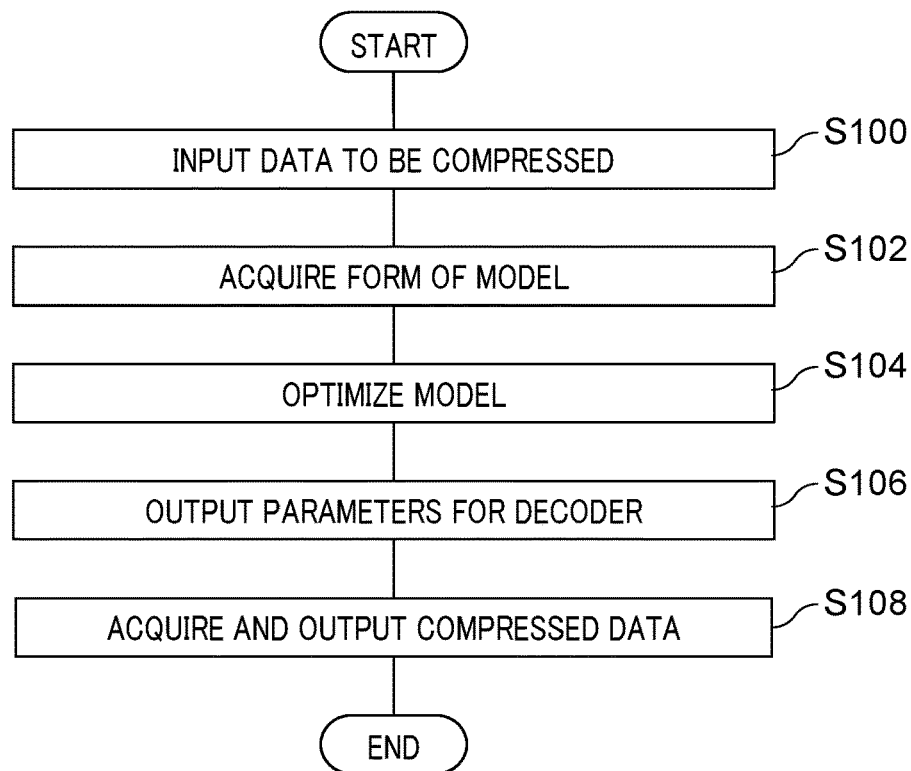 START
INPUT DATA TO BE COMPRESSED
S100
ACQUIRE FORM OF MODEL
S102
OPTIMIZE MODEL
S104
OUTPUT PARAMETERS FOR DECODER
S106
ACQUIRE AND OUTPUT COMPRESSED DATA
S108
END